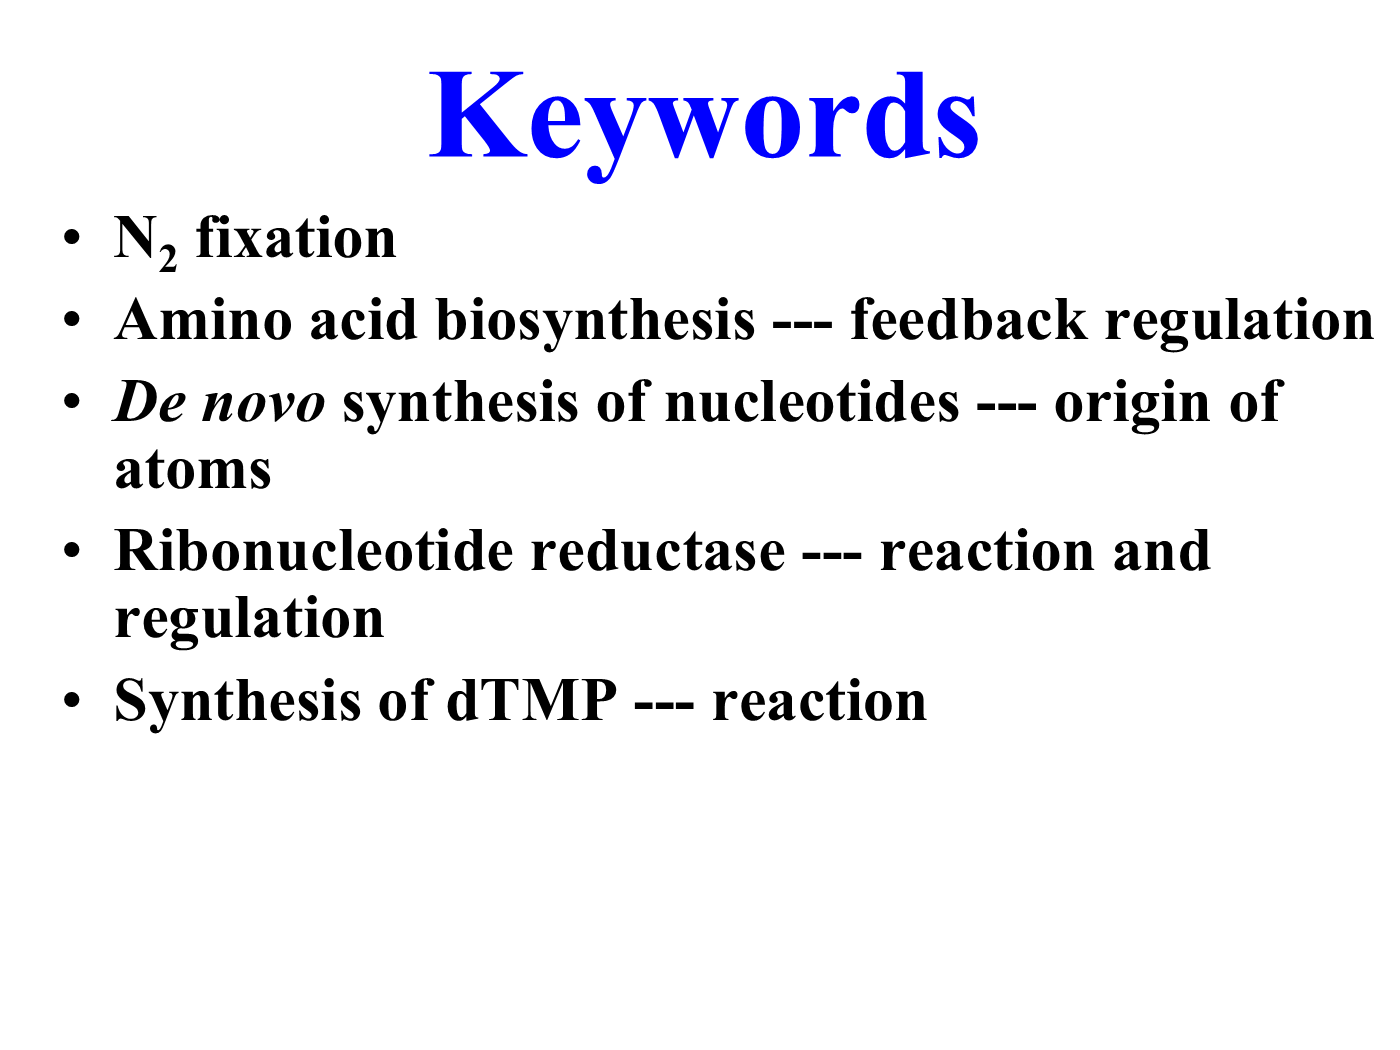 Keywords
• N₂ fixation
• Amino acid biosynthesis --- feedback regulation
• De novo synthesis of nucleotides --- origin of
atoms
• Ribonucleotide reductase --- reaction and
regulation
• Synthesis of dTMP --- reaction